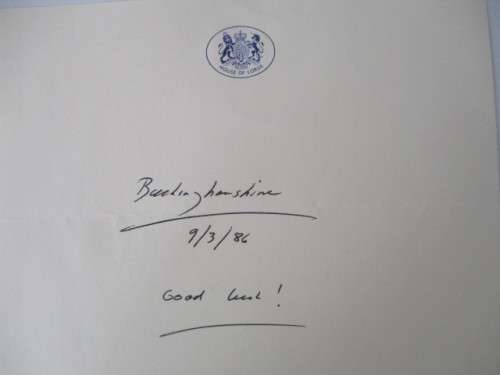 HOUSE OF LORDS
Buckinghamshire
9/3/86
Good luck!